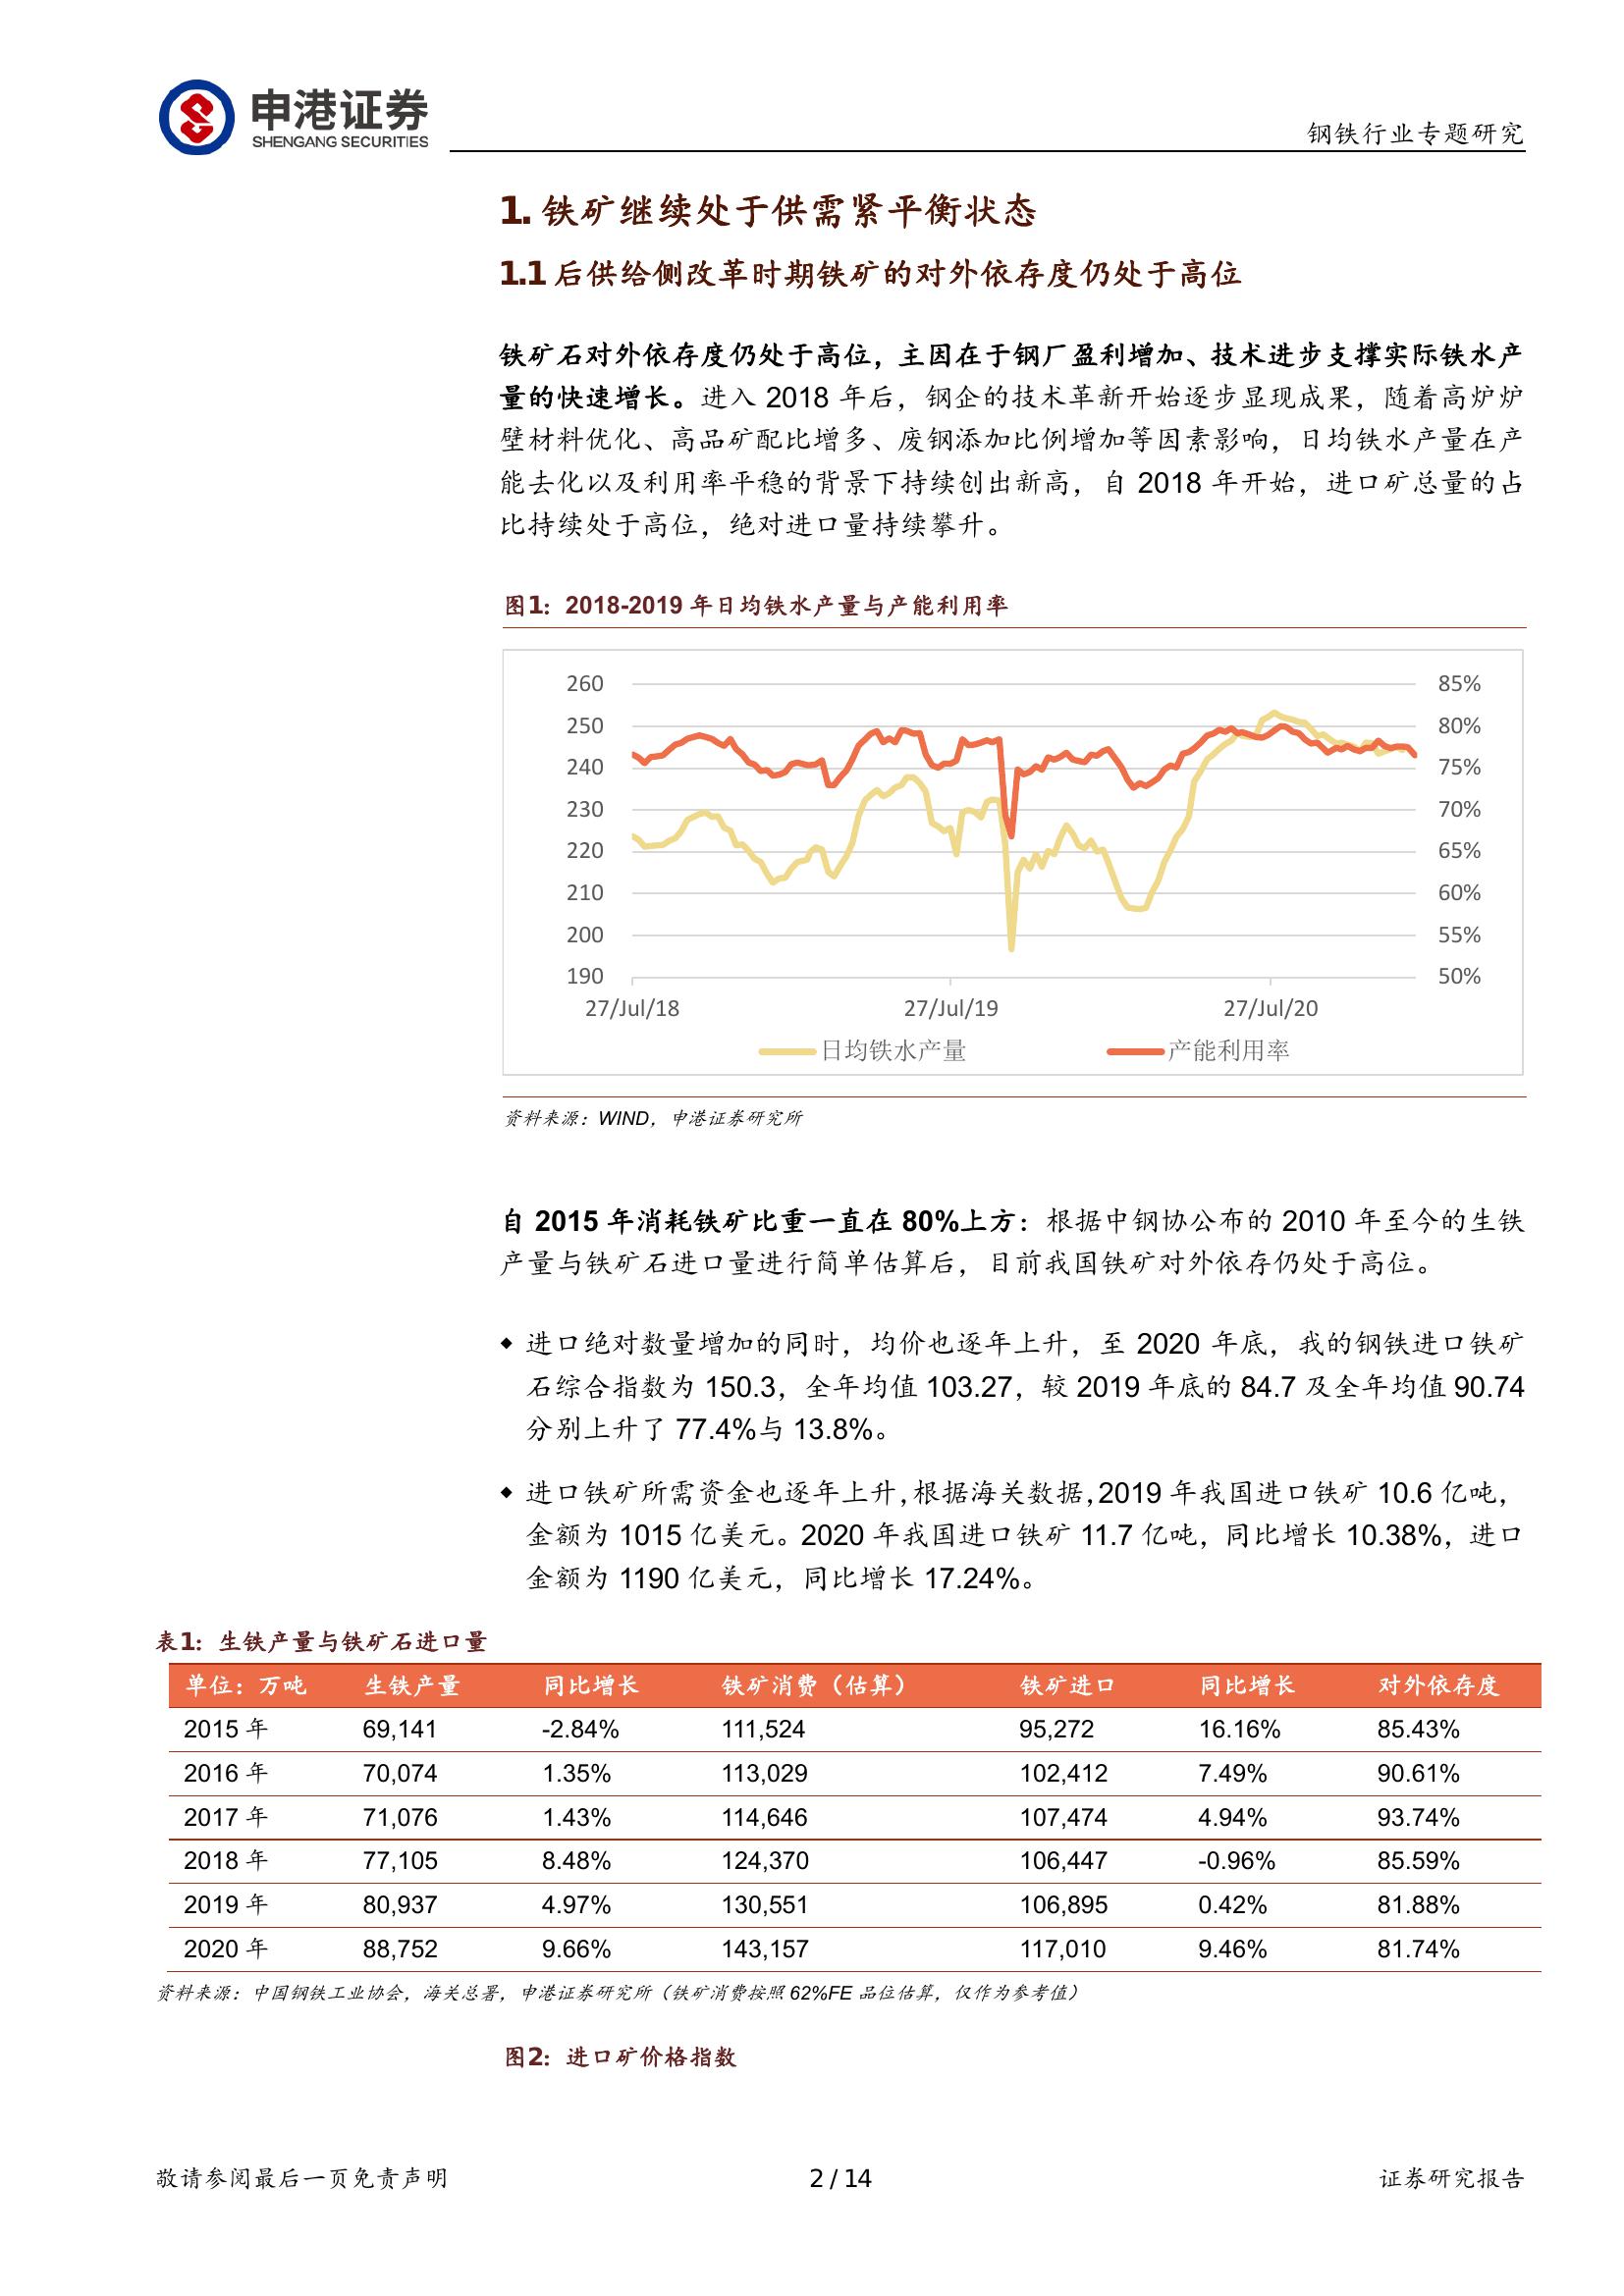 申港证券
SHENGANG SECURITIES
钢铁行业专题研究
1. 铁矿继续处于供需紧平衡状态
1.1 后供给侧改革时期铁矿的对外依存度仍处于高位
铁矿石对外依存度仍处于高位，主因在于钢厂盈利增加、技术进步支撑实际铁水产
量的快速增长。进入 2018 年后，钢企的技术革新开始逐步显现成果，随着高炉炉
壁材料优化、高品矿配比增多、废钢添加比例增加等因素影响，日均铁水产量在产
能去化以及利用率平稳的背景下持续创出新高，自 2018 年开始，进口矿总量的占
比持续处于高位，绝对进口量持续攀升。
图1：2018-2019 年日均铁水产量与产能利用率
260 85%
250 80%
240 75%
230 70%
220 65%
210 60%
200 55%
190 50%
27/Jul/18 27/Jul/19 27/Jul/20
日均铁水产量 产能利用率
资料来源：WIND，申港证券研究所
自 2015 年消耗铁矿比重一直在 80%上方：根据中钢协公布的 2010 年至今的生铁
产量与铁矿石进口量进行简单估算后，目前我国铁矿对外依存仍处于高位。
◆ 进口绝对数量增加的同时，均价也逐年上升，至 2020 年底，我的钢铁进口铁矿
石综合指数为 150.3，全年均值 103.27，较 2019 年底的 84.7 及全年均值 90.74
分别上升了 77.4%与 13.8%。
◆ 进口铁矿所需资金也逐年上升，根据海关数据，2019 年我国进口铁矿 10.6 亿吨，
金额为 1015 亿美元。2020 年我国进口铁矿 11.7 亿吨，同比增长 10.38%，进口
金额为 1190 亿美元，同比增长 17.24%。
表1：生铁产量与铁矿石进口量
单位：万吨 生铁产量 同比增长 铁矿消费（估算） 铁矿进口 同比增长 对外依存度
2015 年 69,141 -2.84% 111,524 95,272 16.16% 85.43%
2016 年 70,074 1.35% 113,029 102,412 7.49% 90.61%
2017 年 71,076 1.43% 114,646 107,474 4.94% 93.74%
2018 年 77,105 8.48% 124,370 106,447 -0.96% 85.59%
2019 年 80,937 4.97% 130,551 106,895 0.42% 81.88%
2020 年 88,752 9.66% 143,157 117,010 9.46% 81.74%
资料来源：中国钢铁工业协会，海关总署，申港证券研究所（铁矿消费按照 62%FE 品位估算，仅作为参考值）
图2：进口矿价格指数
敬请参阅最后一页免责声明 2 / 14 证券研究报告